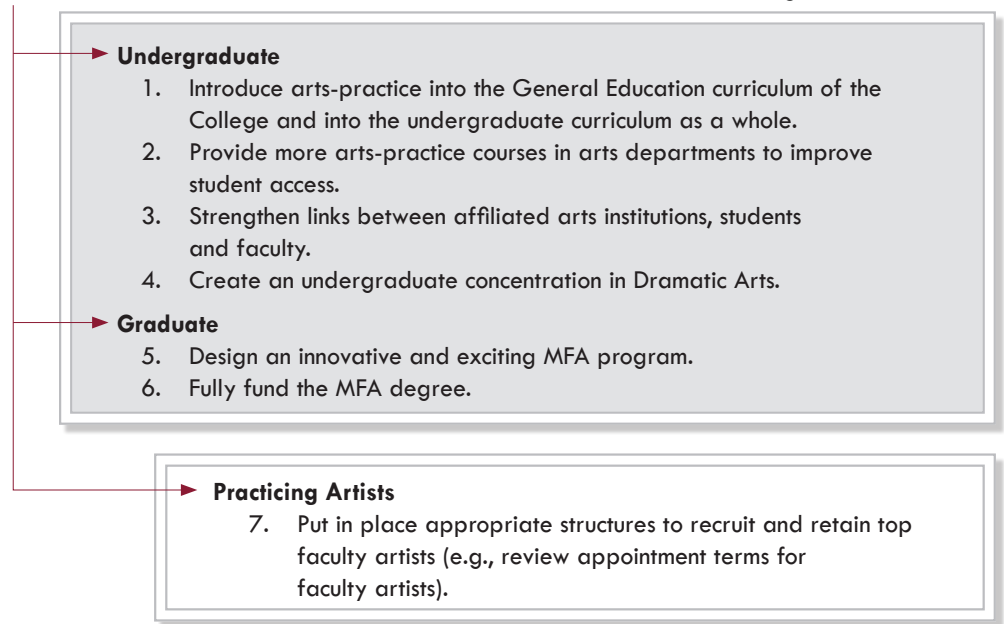 Undergraduate
1. Introduce arts-practice into the General Education curriculum of the
College and into the undergraduate curriculum as a whole.
2. Provide more arts-practice courses in arts departments to improve
student access.
3. Strengthen links between affiliated arts institutions, students
and faculty.
4. Create an undergraduate concentration in Dramatic Arts.
Graduate
5. Design an innovative and exciting MFA program.
6. Fully fund the MFA degree.
Practicing Artists
7. Put in place appropriate structures to recruit and retain top
faculty artists (e.g., review appointment terms for
faculty artists).